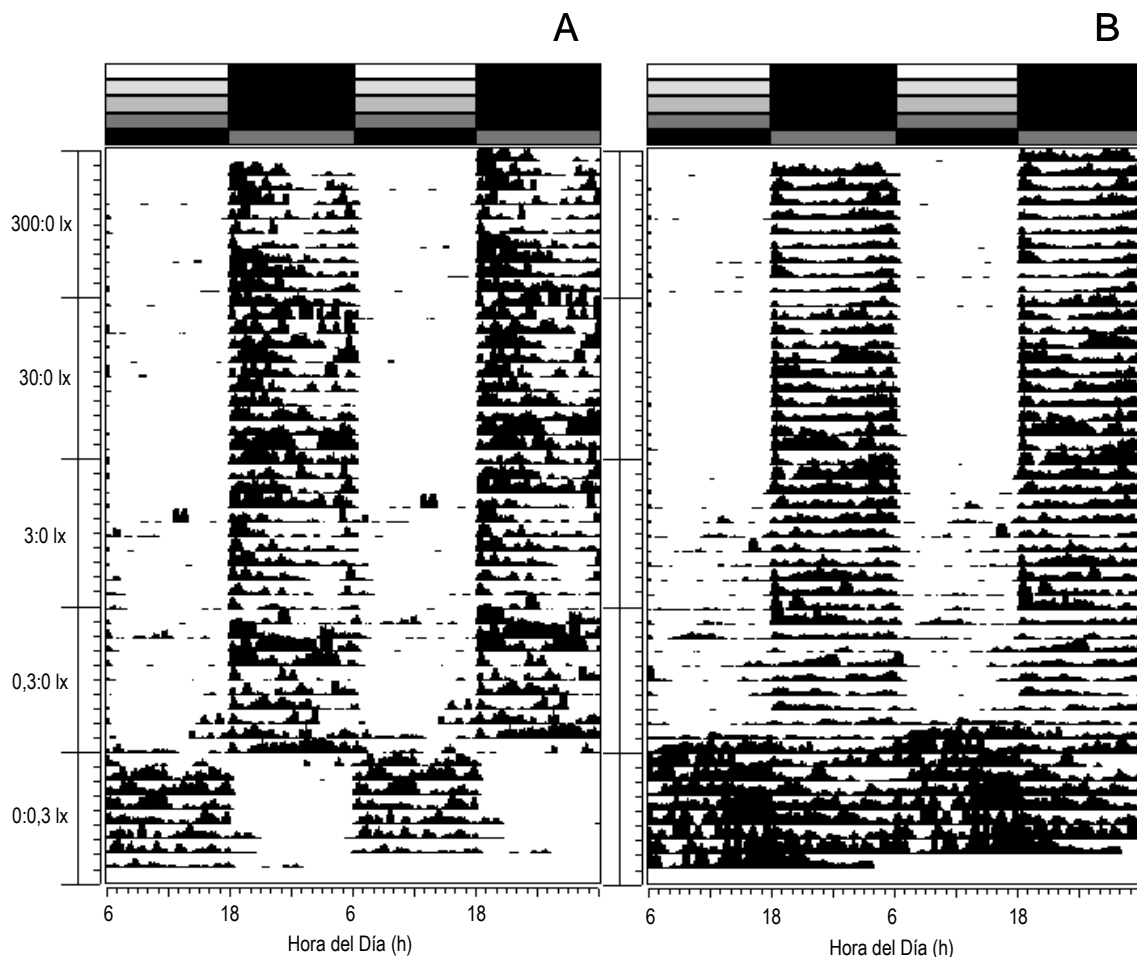 A
B
300:0 lx
30:0 lx
3:0 lx
0,3:0 lx
0:0,3 lx
6 18 6 18
6 18 6 18
Hora del Día (h)
Hora del Día (h)